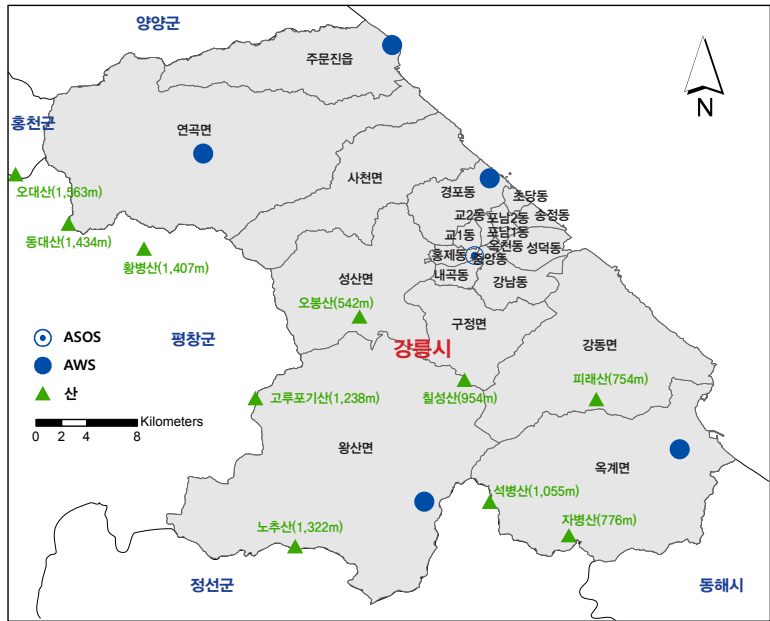 양양군
주문진읍
N
홍천군
연곡면
사천면
오대산(1,563m)
경포동
초당동
교2동
포남2동
송정동
동대산(1,434m)
교1동
포남1동
황병산(1,407m)
옥천동
성덕동
홍제동
중앙동
성산면
내곡동
강남동
오봉산(542m)
구정면
ASOS
평창군
강릉시
강동면
AWS
산
고루포기산(1,238m)
칠성산(954m)
피래산(754m)
Kilometers
0 2 4 8
왕산면
옥계면
석병산(1,055m)
노추산(1,322m)
자병산(776m)
정선군
동해시